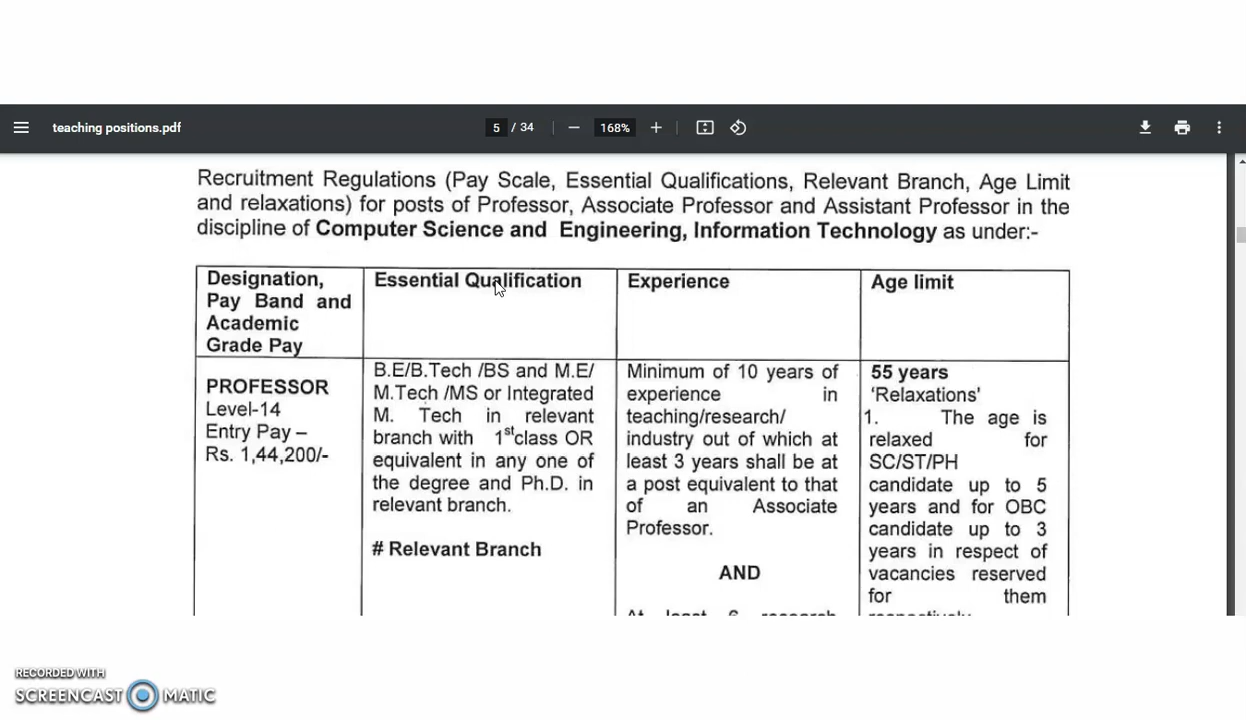 teaching positions.pdf
5 / 34
168%
Recruitment Regulations (Pay Scale, Essential Qualifications, Relevant Branch, Age Limit
and relaxations) for posts of Professor, Associate Professor and Assistant Professor in the
discipline of Computer Science and Engineering, Information Technology as under:-
Designation,
Pay Band and
Academic
Grade Pay
Essential Qualification
Experience
Age limit
PROFESSOR
Level-14
Entry Pay –
Rs. 1,44,200/-
B.E/B.Tech /BS and M.E/
M.Tech /MS or Integrated
M. Tech in relevant
branch with 1st class OR
equivalent in any one of
the degree and Ph.D. in
relevant branch.
# Relevant Branch
Minimum of 10 years of
experience in
teaching/research/
industry out of which at
least 3 years shall be at
a post equivalent to that
of an Associate
Professor.
AND
At least 6 research
55 years
'Relaxations'
1. The age is
relaxed for
SC/ST/PH
candidate up to 5
years and for OBC
candidate up to 3
years in respect of
vacancies reserved
for them
respectively
RECORDED WITH
SCREENCAST MATIC